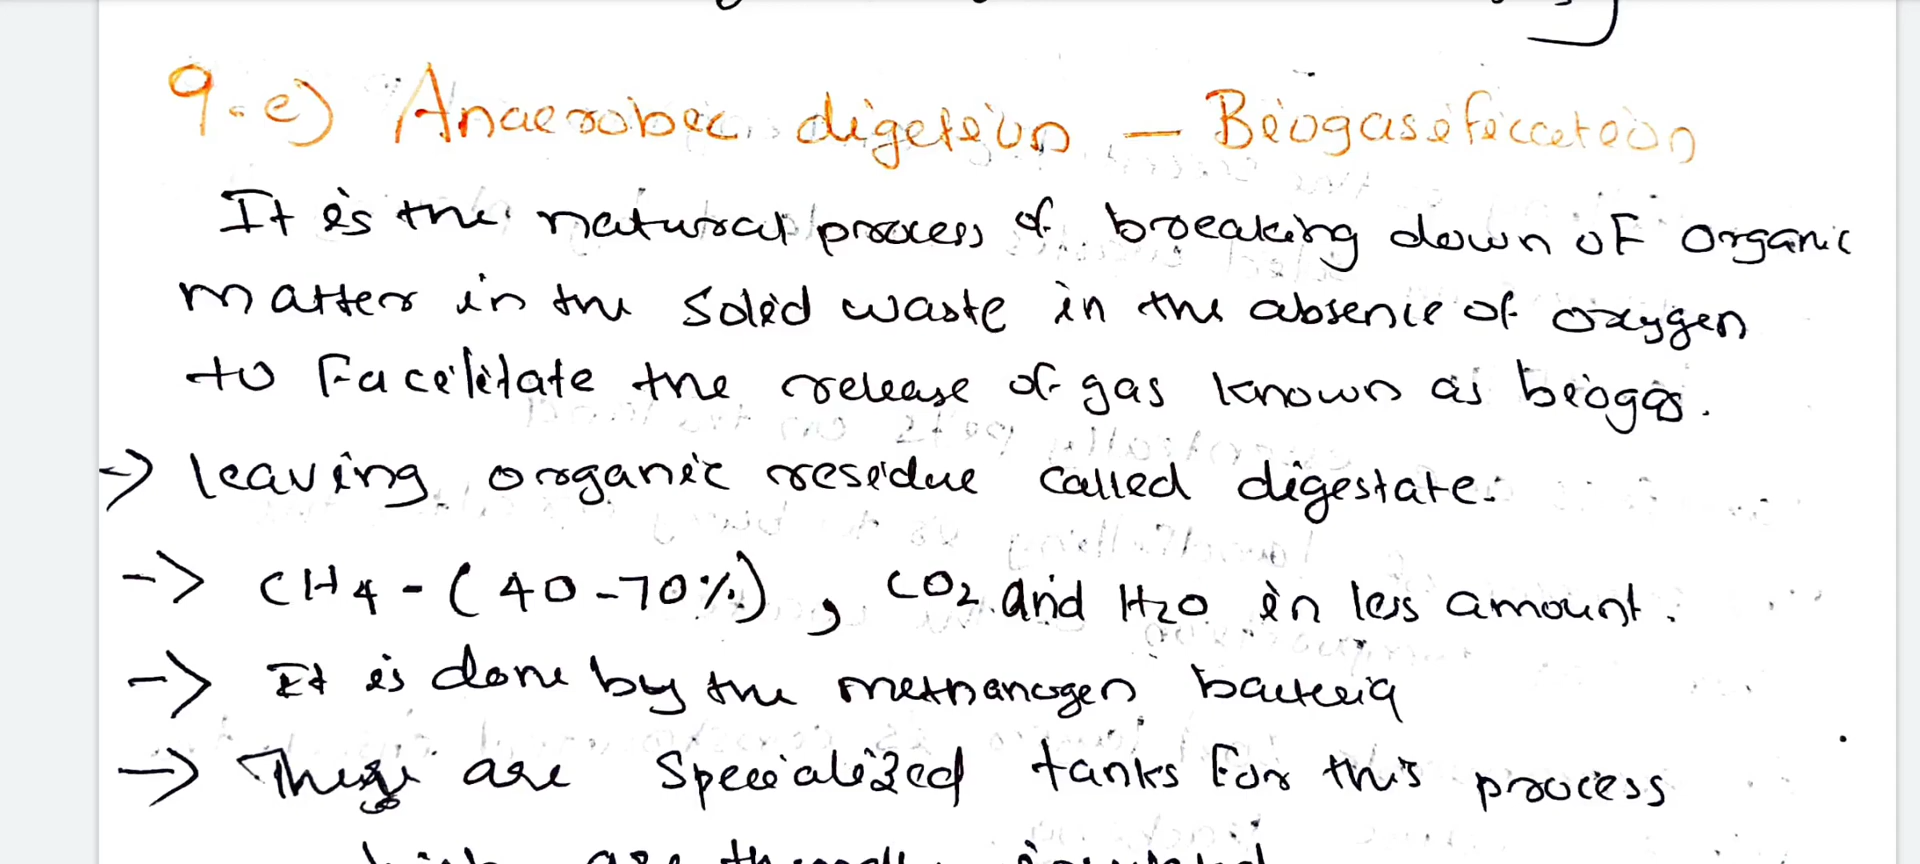 9.e) Anaerobic digetion - Biogasification
It is the natural process of breaking down of organic
matter in the solid waste in the absence of oxygen
to facilitate the release of gas known as biogas.
-> leaving organic residue called digestate.
-> CH4 - (40-70%), CO2 and H2O in less amount.
-> It is done by the methanogen bacteria
-> There are specialized tanks for this process